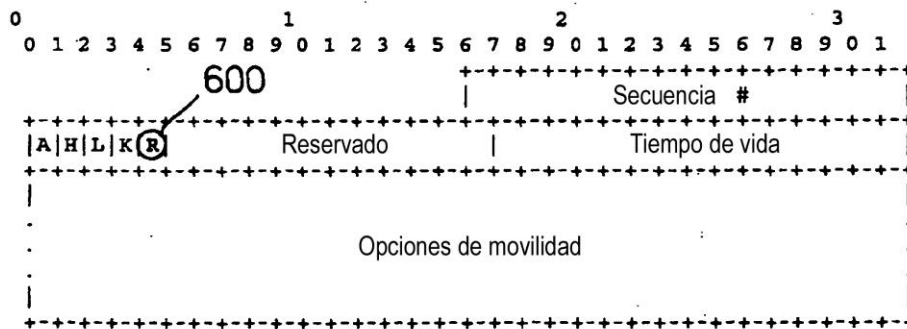 0 1 2 3
0 1 2 3 4 5 6 7 8 9 0 1 2 3 4 5 6 7 8 9 0 1 2 3 4 5 6 7 8 9 0 1
600
+-+-+-+-+-+-+-+-+-+-+-+-+-+-+-+-+
| Secuencia # |
+-+-+-+-+-+-+-+-+-+-+-+-+-+-+-+-+-+-+-+-+-+-+-+-+-+-+-+-+-+-+-+-+
|A|H|L|K|R| Reservado | Tiempo de vida |
+-+-+-+-+-+-+-+-+-+-+-+-+-+-+-+-+-+-+-+-+-+-+-+-+-+-+-+-+-+-+-+-+
Opciones de movilidad
+-+-+-+-+-+-+-+-+-+-+-+-+-+-+-+-+-+-+-+-+-+-+-+-+-+-+-+-+-+-+-+-+